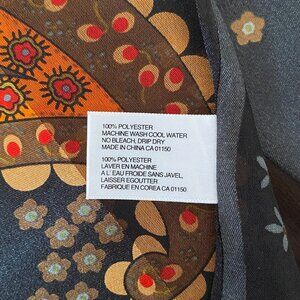 100% POLYESTER
MACHINE WASH COOL WATER
NO BLEACH, DRIP DRY
MADE IN CHINA CA 01150
100% POLYESTER
LAVER EN MACHINE
A L' EAU FROIDE SANS JAVEL,
LAISSER EGOUTTER
FABRIQUE EN COREA CA 01150